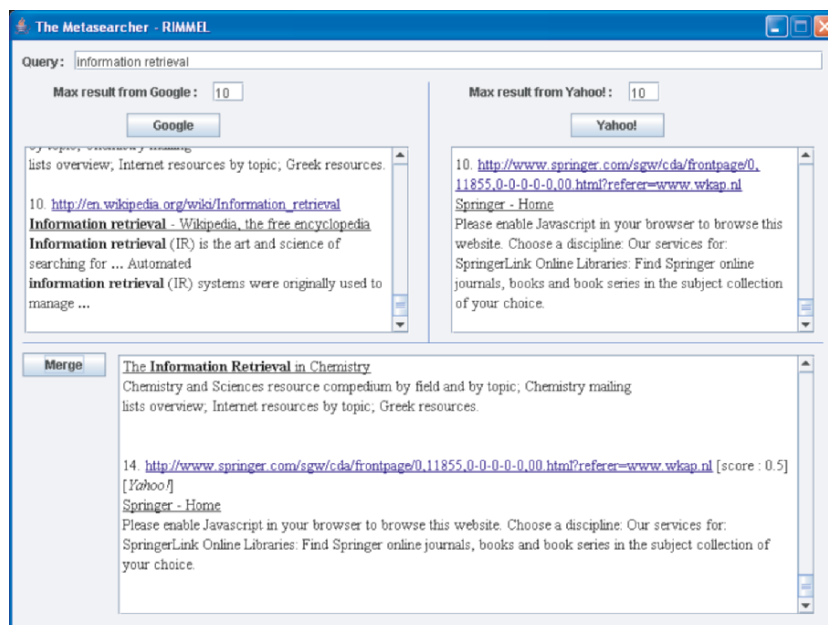 The Metasearcher - RIMMEL
Query: information retrieval
Max result from Google : 10
Google
lists overview; Internet resources by topic; Greek resources.
10. http://en.wikipedia.org/wiki/Information_retrieval
Information retrieval - Wikipedia, the free encyclopedia
Information retrieval (IR) is the art and science of
searching for ... Automated
information retrieval (IR) systems were originally used to
manage ...
Max result from Yahoo! : 10
Yahoo!
10. http://www.springer.com/sgw/cda/frontpage/0,
11855,0-0-0-0-0,00.html?referer=www.wkap.nl
Springer - Home
Please enable Javascript in your browser to browse this
website. Choose a discipline: Our services for:
SpringerLink Online Libraries: Find Springer online
journals, books and book series in the subject collection
of your choice.
Merge
The Information Retrieval in Chemistry
Chemistry and Sciences resource compedium by field and by topic; Chemistry mailing
lists overview; Internet resources by topic; Greek resources.
14. http://www.springer.com/sgw/cda/frontpage/0,11855,0-0-0-0-0,00.html?referer=www.wkap.nl [score : 0.5]
[Yahoo!]
Springer - Home
Please enable Javascript in your browser to browse this website. Choose a discipline: Our services for:
SpringerLink Online Libraries: Find Springer online journals, books and book series in the subject collection of
your choice.